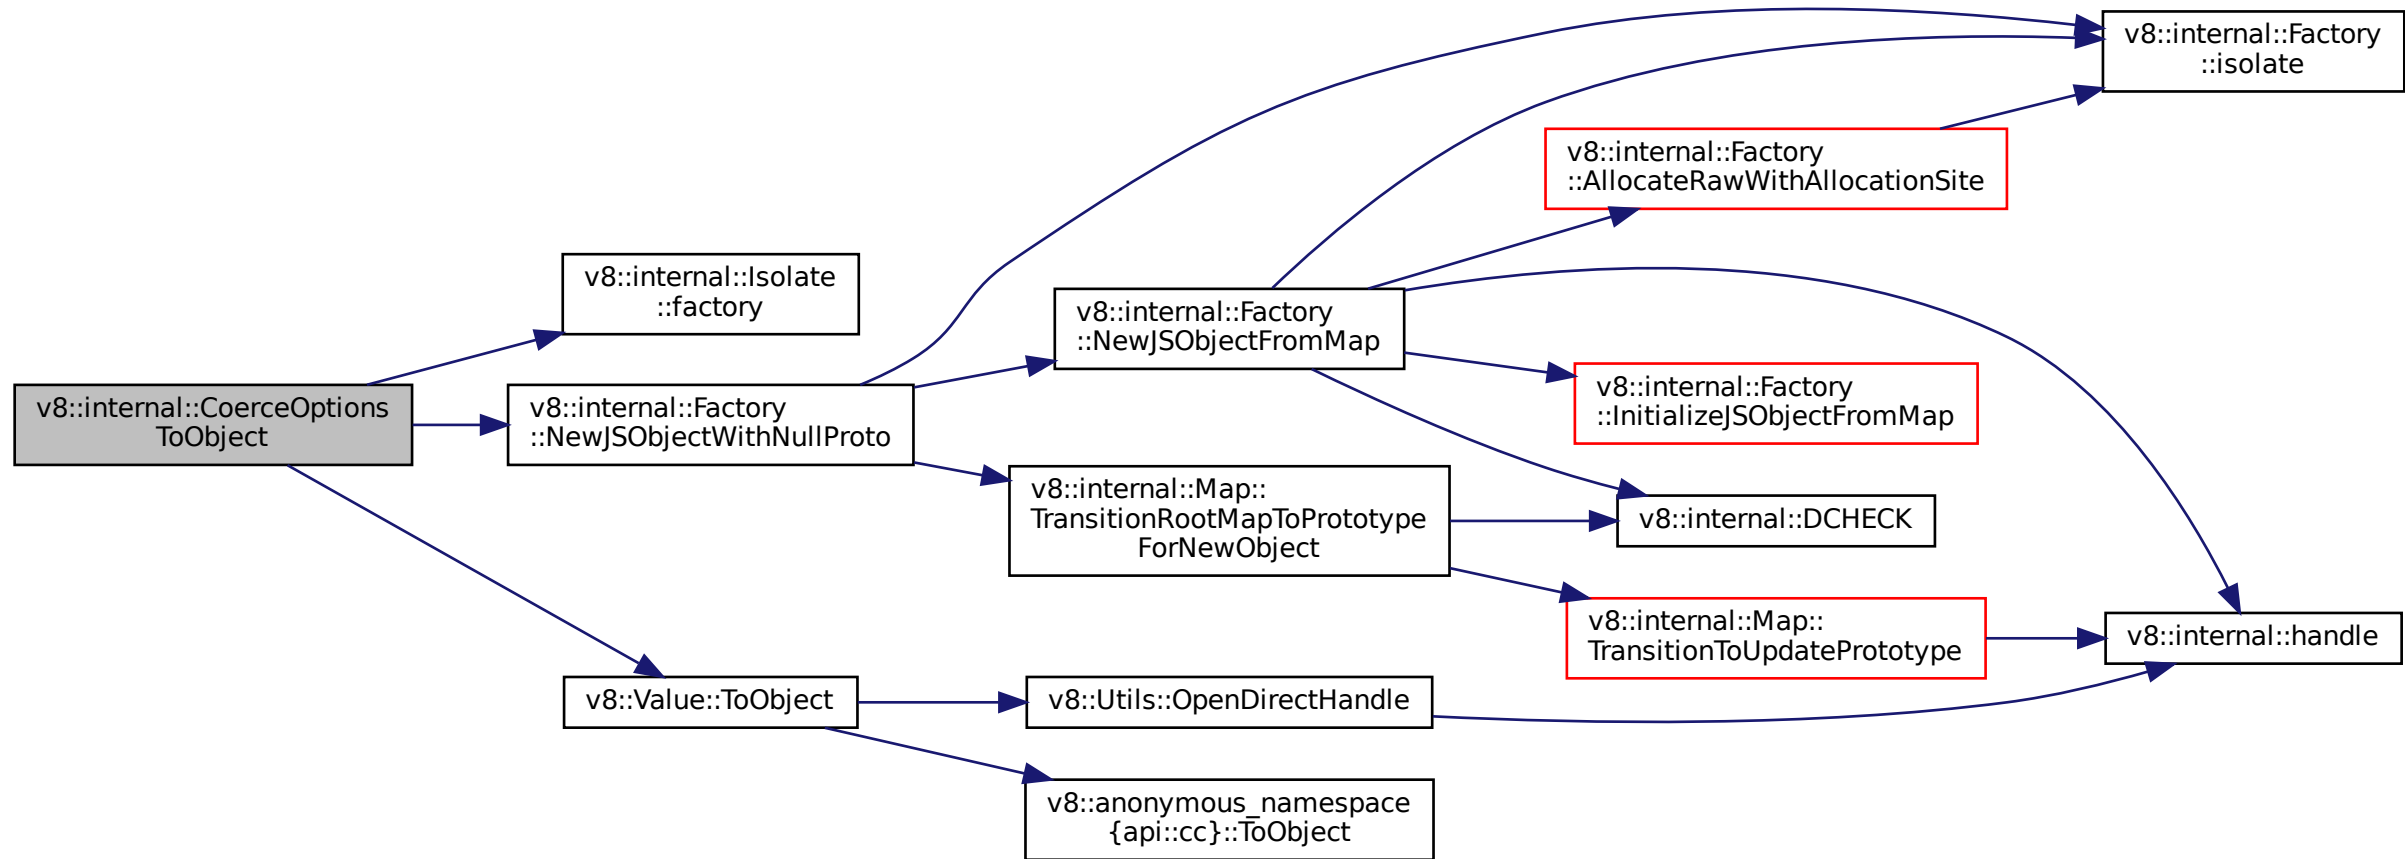 v8::internal::CoerceOptions
ToObject
v8::internal::Isolate
::factory
v8::internal::Factory
::NewJSObjectWithNullProto
v8::Value::ToObject
v8::internal::Factory
::NewJSObjectFromMap
v8::internal::Map::
TransitionRootMapToPrototype
ForNewObject
v8::Utils::OpenDirectHandle
v8::anonymous_namespace
{api::cc}::ToObject
v8::internal::Factory
::AllocateRawWithAllocationSite
v8::internal::Factory
::InitializeJSObjectFromMap
v8::internal::DCHECK
v8::internal::Map::
TransitionToUpdatePrototype
v8::internal::Factory
::isolate
v8::internal::handle